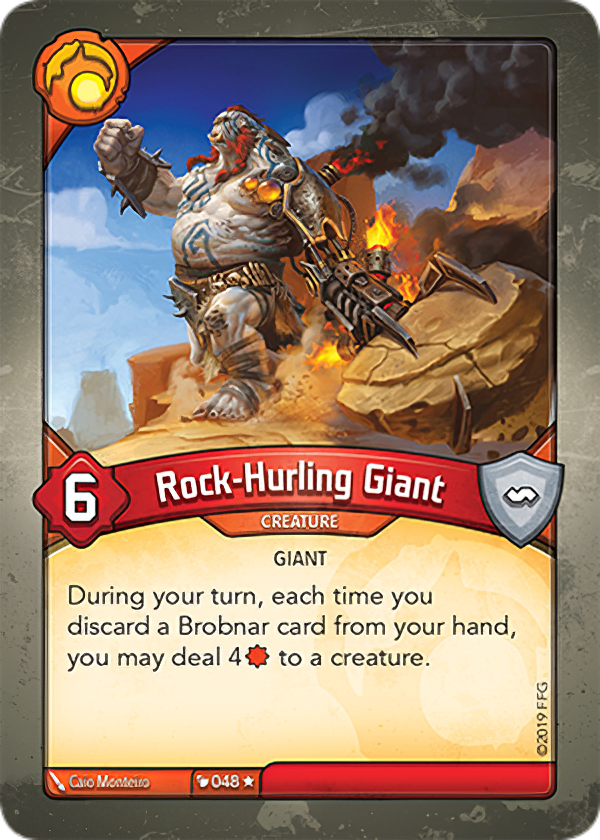 6
Rock-Hurling Giant
CREATURE
GIANT
During your turn, each time you
discard a Brobnar card from your hand,
you may deal 4 to a creature.
©2019 FFG
Caio Monteiro
048